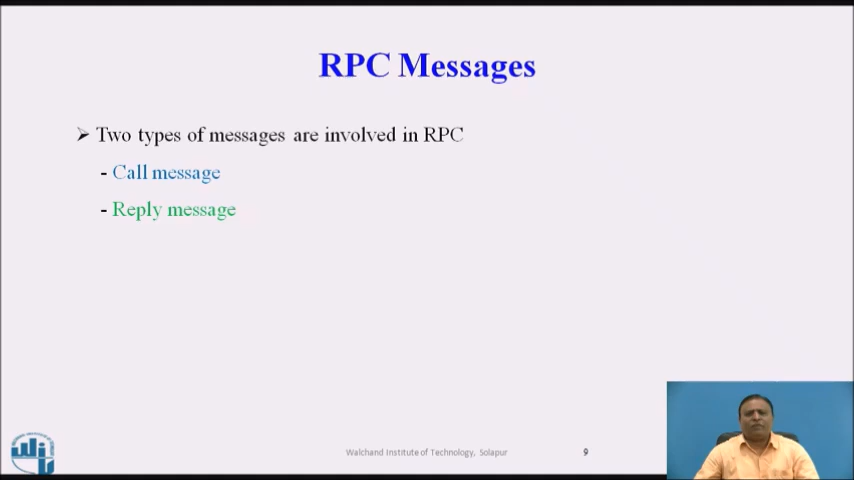 RPC Messages
➢ Two types of messages are involved in RPC
- Call message
- Reply message
Walchand Institute of Technology, Solapur
9